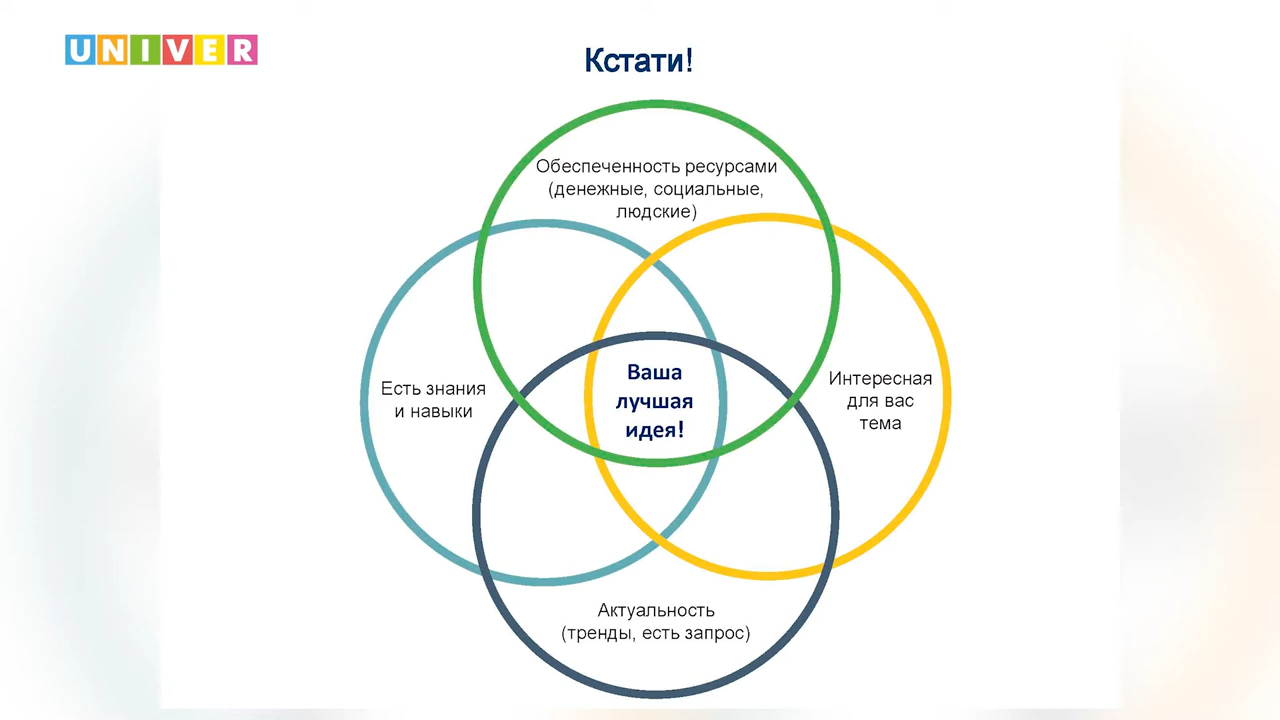 UNIVER
Кстати!
Обеспеченность ресурсами
(денежные, социальные,
людские)
Есть знания
и навыки
Ваша
лучшая
идея!
Интересная
для вас
тема
Актуальность
(тренды, есть запрос)